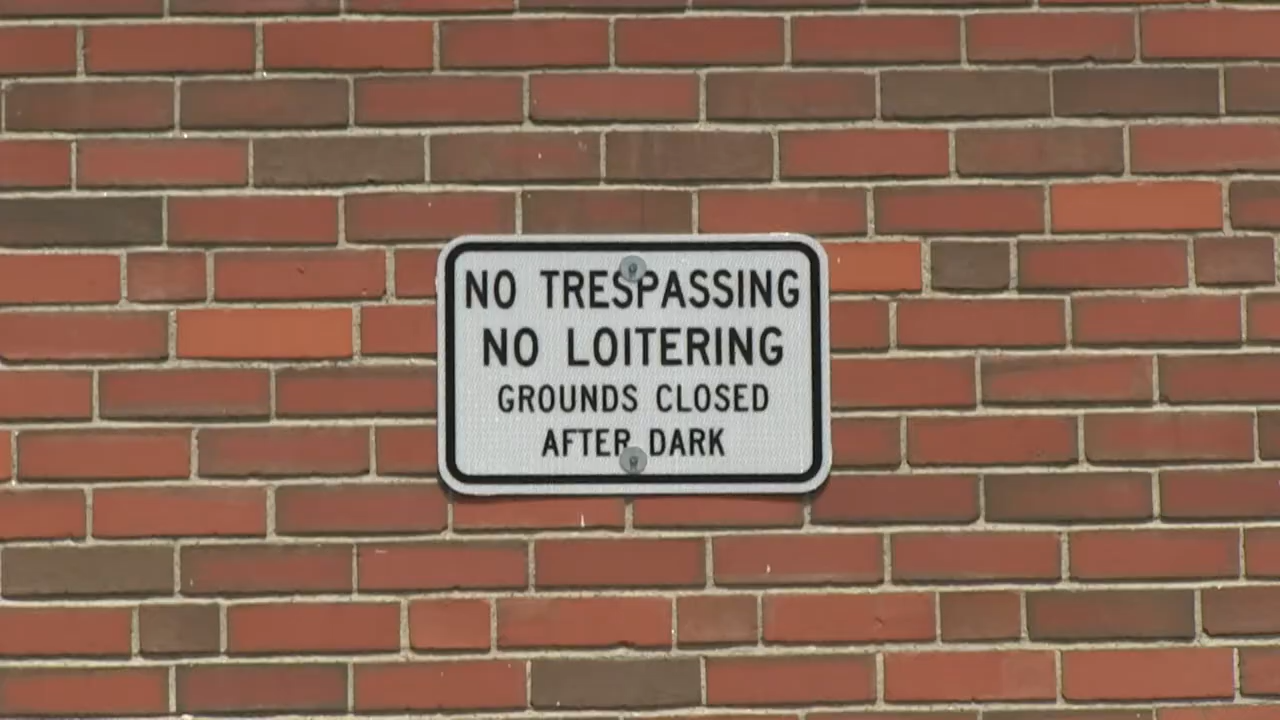 NO TRESPASSING
NO LOITERING
GROUNDS CLOSED
AFTER DARK